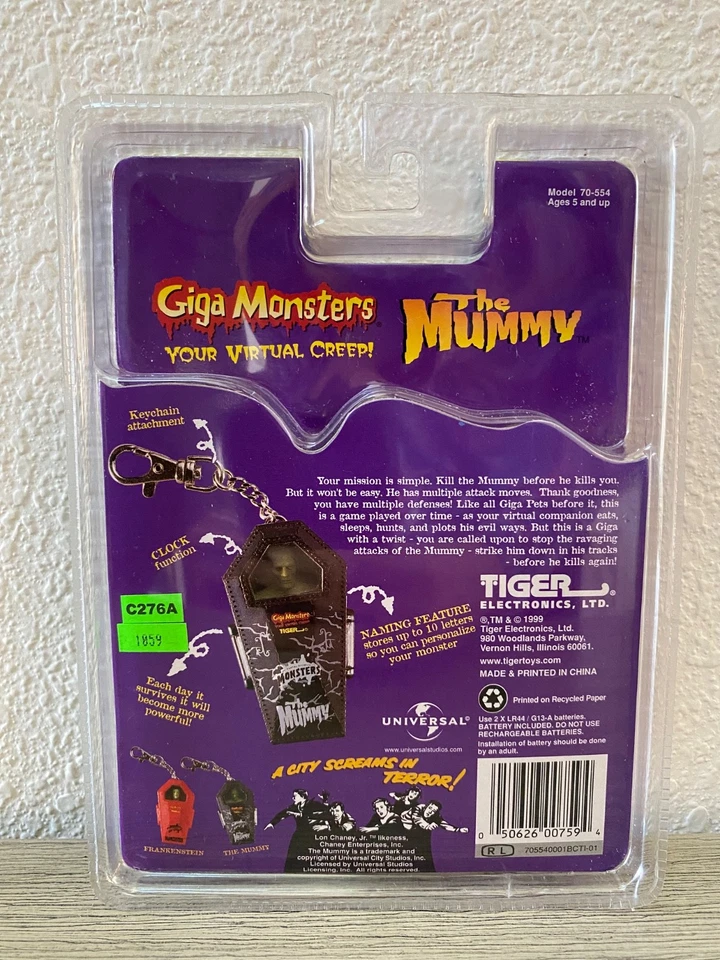 Model 70-554
Ages 5 and up
Giga Monsters®
YOUR VIRTUAL CREEP!
The
MUMMY™
Keychain
attachment
Your mission is simple. Kill the Mummy before he kills you.
But it won't be easy. He has multiple attack moves. Thank goodness,
you have multiple defenses! Like all Giga Pets before it, this
is a game played over time - as your virtual companion eats,
sleeps, hunts, and plots his evil ways. But this is a Giga
with a twist - you are called upon to stop the ravaging
attacks of the Mummy - strike him down in his tracks
- before he kills again!
CLOCK
function
C276A
1859
NAMING FEATURE
stores up to 10 letters
so you can personalize
your monster
Each day it
survives it will
become more
powerful!
Giga Monsters
TIGER
MONSTERS
The
MUMMY
TIGER®
ELECTRONICS, LTD.
®,TM & © 1999
Tiger Electronics, Ltd.
980 Woodlands Parkway,
Vernon Hills, Illinois 60061.
www.tigertoys.com
MADE & PRINTED IN CHINA
Printed on Recycled Paper
Use 2 X LR44 / G13-A batteries.
BATTERY INCLUDED. DO NOT USE
RECHARGEABLE BATTERIES.
Installation of battery should be done
by an adult.
UNIVERSAL®
www.universalstudios.com
A CITY SCREAMS IN
TERROR!
FRANKENSTEIN
THE MUMMY
Lon Chaney, Jr.™ likeness,
Chaney Enterprises, Inc.
The Mummy is a trademark and
copyright of Universal City Studios, Inc.
Licensed by Universal Studios
Licensing, Inc. All rights reserved.
0 50626 00759 4
R L
705540001BCTI-01